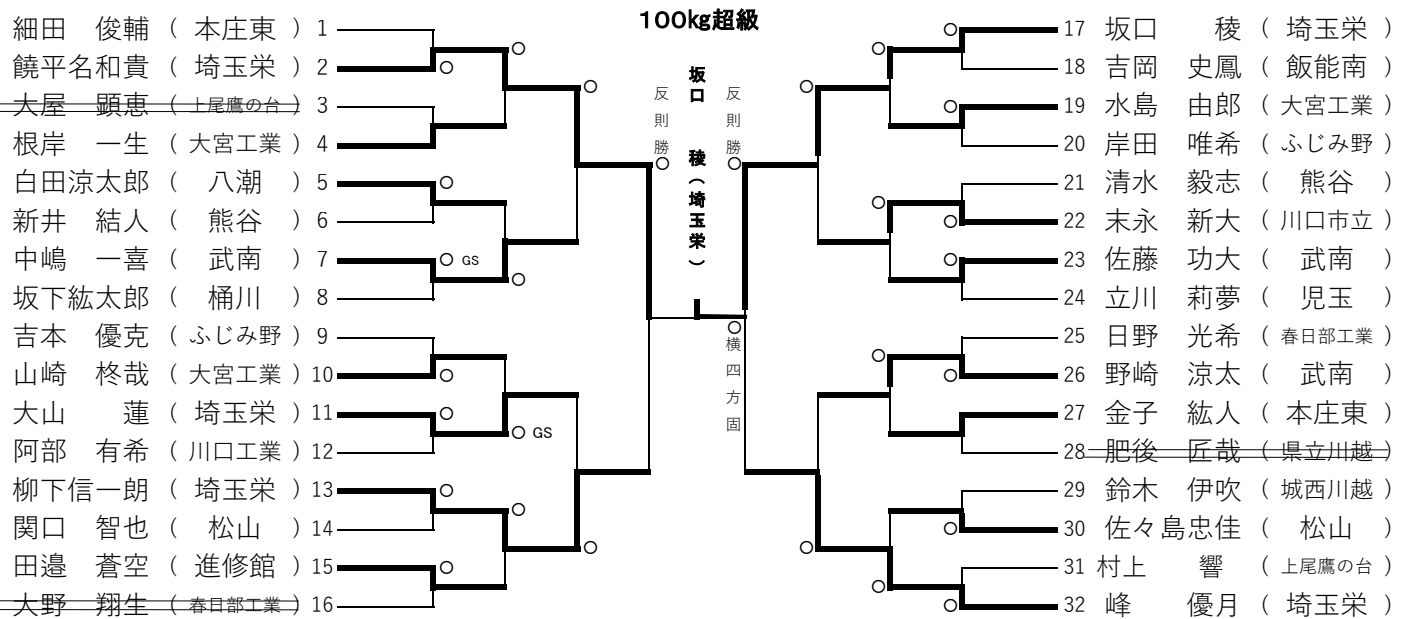 100kg超級
細田 俊輔 ( 本庄東 ) 1
饒平名和貴 ( 埼玉栄 ) 2
大屋 顕恵 ( 上尾鷹の台 ) 3
根岸 一生 ( 大宮工業 ) 4
白田涼太郎 ( 八潮 ) 5
新井 結人 ( 熊谷 ) 6
中嶋 一喜 ( 武南 ) 7
坂下紘太郎 ( 桶川 ) 8
吉本 優克 ( ふじみ野 ) 9
山崎 柊哉 ( 大宮工業 ) 10
大山 蓮 ( 埼玉栄 ) 11
阿部 有希 ( 川口工業 ) 12
柳下信一朗 ( 埼玉栄 ) 13
関口 智也 ( 松山 ) 14
田邉 蒼空 ( 進修館 ) 15
大野 翔生 ( 春日部工業 ) 16
GS
GS
反則勝
坂口 稜(埼玉栄)
反則勝
横四方固
17 坂口 稜 ( 埼玉栄 )
18 吉岡 史鳳 ( 飯能南 )
19 水島 由郎 ( 大宮工業 )
20 岸田 唯希 ( ふじみ野 )
21 清水 毅志 ( 熊谷 )
22 末永 新大 ( 川口市立 )
23 佐藤 功大 ( 武南 )
24 立川 莉夢 ( 児玉 )
25 日野 光希 ( 春日部工業 )
26 野崎 涼太 ( 武南 )
27 金子 紘人 ( 本庄東 )
28 肥後 匠哉 ( 県立川越 )
29 鈴木 伊吹 ( 城西川越 )
30 佐々島忠佳 ( 松山 )
31 村上 響 ( 上尾鷹の台 )
32 峰 優月 ( 埼玉栄 )